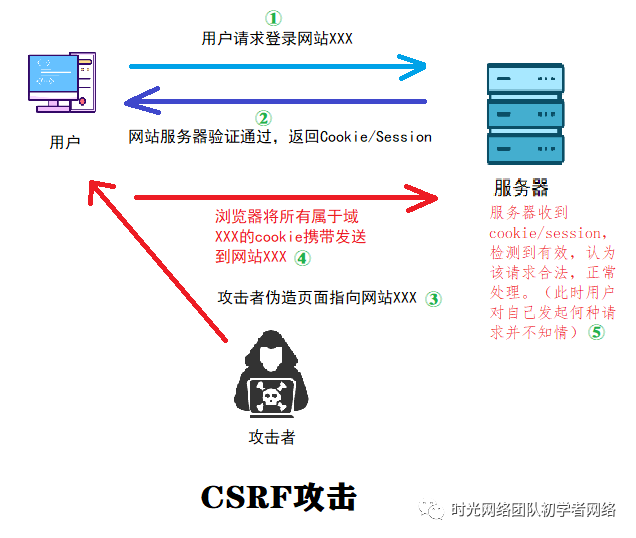 ①
用户请求登录网站XXX
用户
②
网站服务器验证通过，返回Cookie/Session
服务器
浏览器将所有属于域
XXX的cookie携带发送
到网站XXX ④
服务器收到
cookie/session，
检测到有效，认为
该请求合法，正常
处理。（此时用户
对自己发起何种请
求并不知情）⑤
攻击者伪造页面指向网站XXX ③
攻击者
CSRF攻击
时光网络团队初学者网络